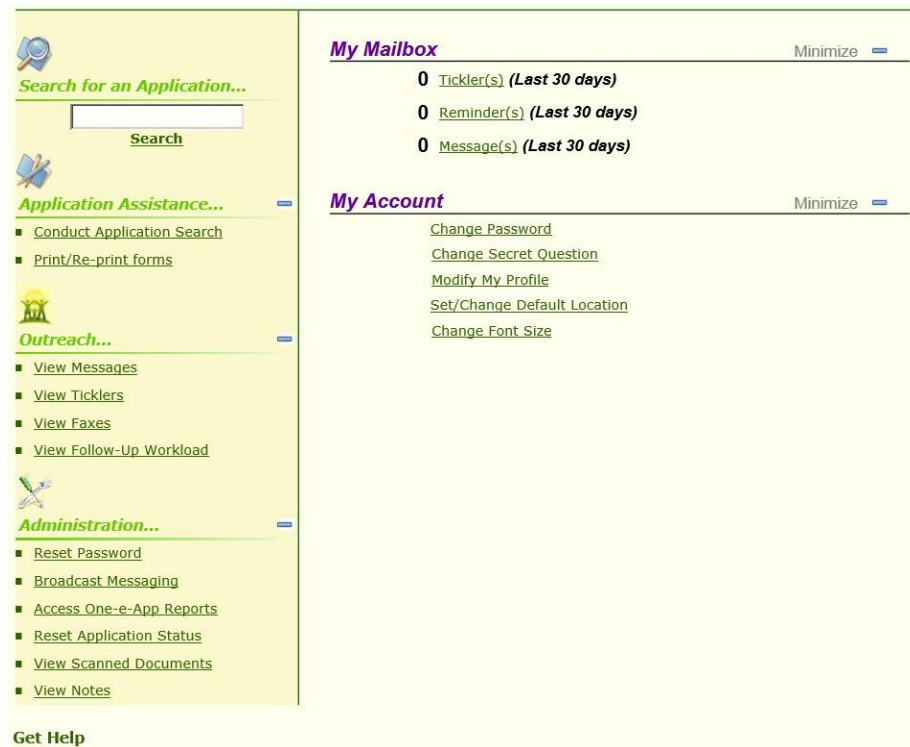 Search for an Application...
Search
Application Assistance...
Conduct Application Search
Print/Re-print forms
Outreach...
View Messages
View Ticklers
View Faxes
View Follow-Up Workload
Administration...
Reset Password
Broadcast Messaging
Access One-e-App Reports
Reset Application Status
View Scanned Documents
View Notes
Get Help
My Mailbox Minimize
0 Tickler(s) (Last 30 days)
0 Reminder(s) (Last 30 days)
0 Message(s) (Last 30 days)
My Account Minimize
Change Password
Change Secret Question
Modify My Profile
Set/Change Default Location
Change Font Size